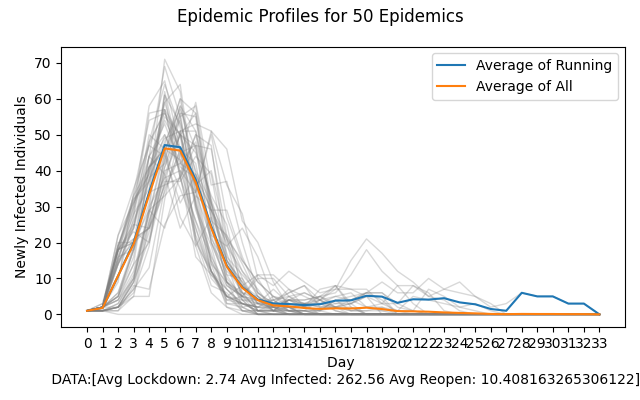 Epidemic Profiles for 50 Epidemics
Newly Infected Individuals
70
60
50
40
30
20
10
0
Average of Running
Average of All
0 1 2 3 4 5 6 7 8 9 10 11 12 13 14 15 16 17 18 19 20 21 22 23 24 25 26 27 28 29 30 31 32 33
Day
DATA:[Avg Lockdown: 2.74 Avg Infected: 262.56 Avg Reopen: 10.408163265306122]